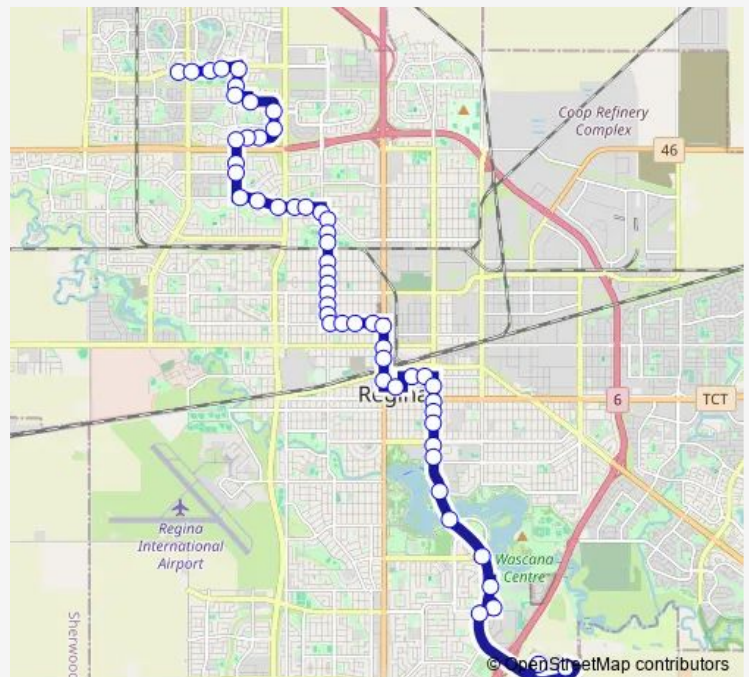 Coop Refinery
Complex
46
Regina
6
TCT
Regina
International
Airport
Wascana
Centre
Sherwood
© OpenStreetMap contributors